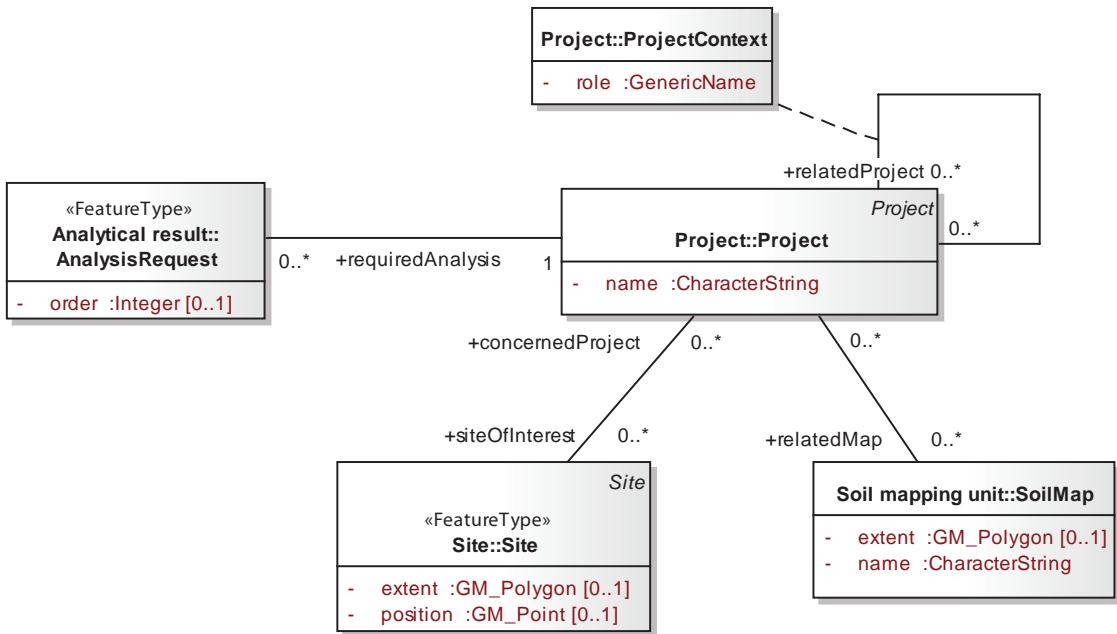 Project::ProjectContext
- role :GenericName
+relatedProject 0..*
«FeatureType»
Analytical result::
AnalysisRequest
- order :Integer [0..1]
0..* +requiredAnalysis 1
Project
Project::Project
- name :CharacterString
0..*
+concernedProject 0..*
0..*
+siteOfInterest 0..*
+relatedMap 0..*
Site
«FeatureType»
Site::Site
- extent :GM_Polygon [0..1]
- position :GM_Point [0..1]
Soil mapping unit::SoilMap
- extent :GM_Polygon [0..1]
- name :CharacterString